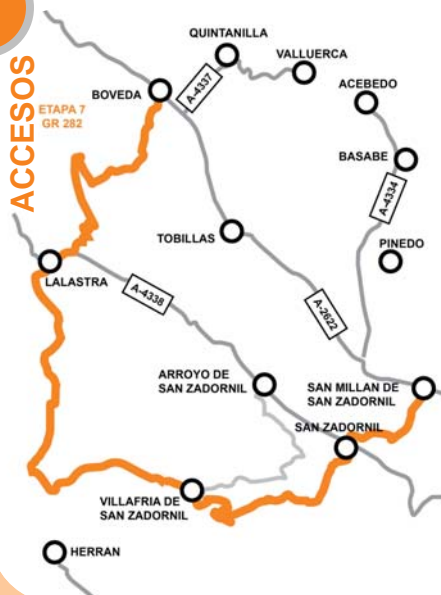 ACCESOS
QUINTANILLA
VALLUERCA
BOVEDA
A-4337
ACEBEDO
ETAPA 7
GR 282
BASABE
A-4334
TOBILLAS
PINEDO
LALASTRA
A-4338
A-2622
ARROYO DE
SAN ZADORNIL
SAN MILLAN DE
SAN ZADORNIL
SAN ZADORNIL
VILLAFRIA DE
SAN ZADORNIL
HERRAN